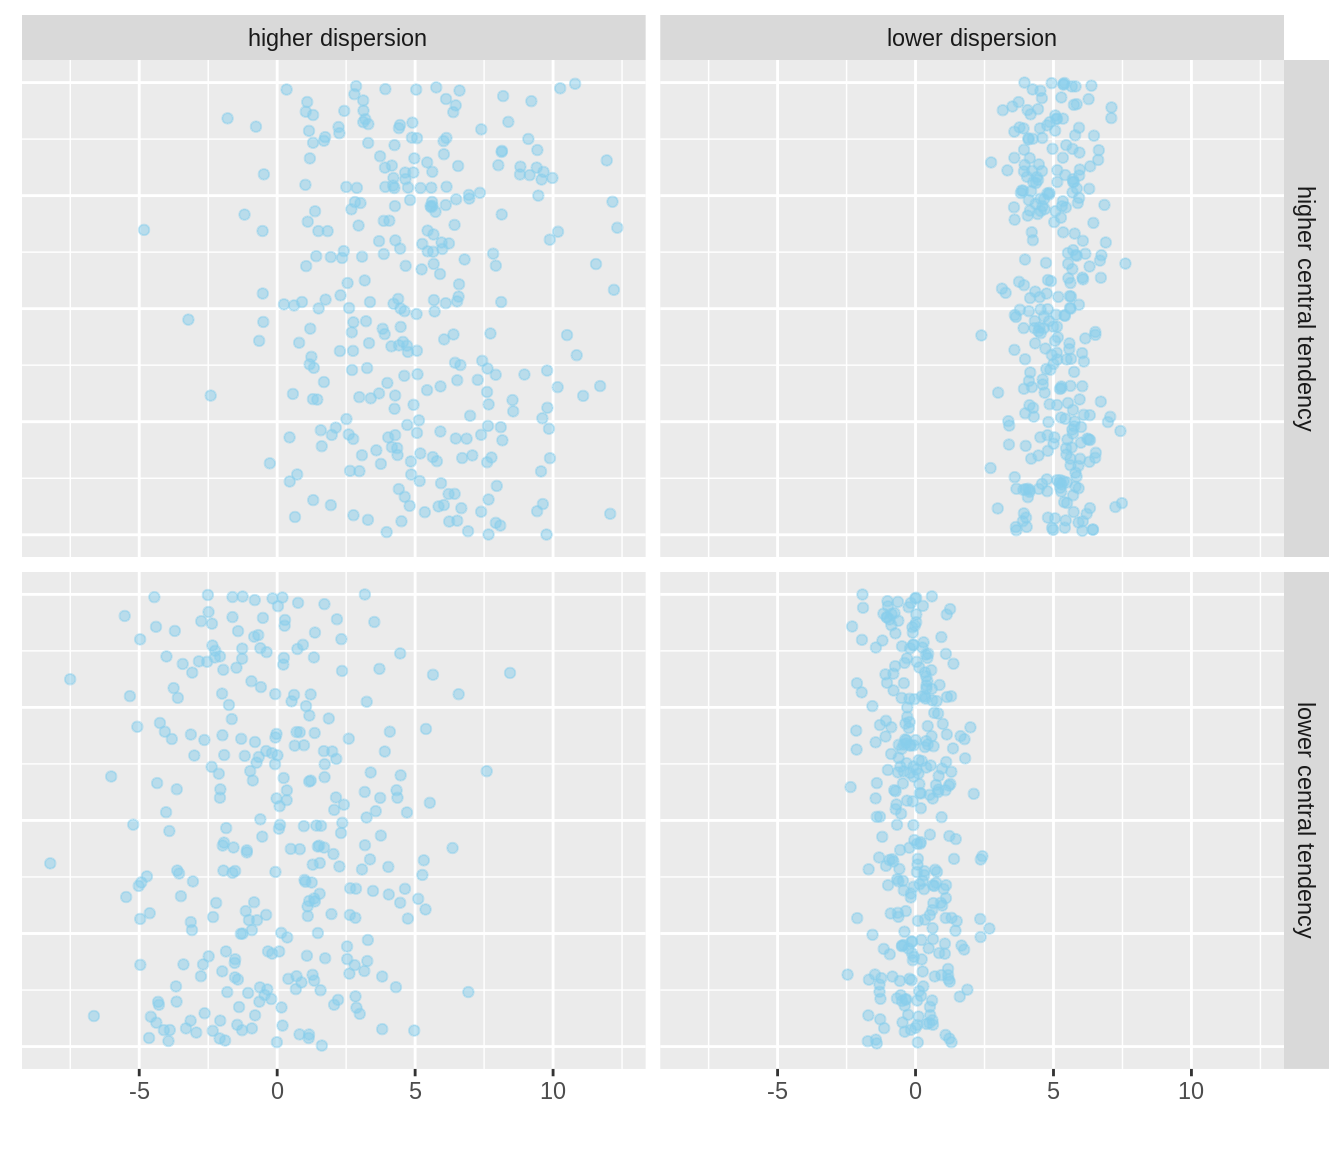 higher dispersion
lower dispersion
higher central tendency
lower central tendency
-5 0 5 10
-5 0 5 10